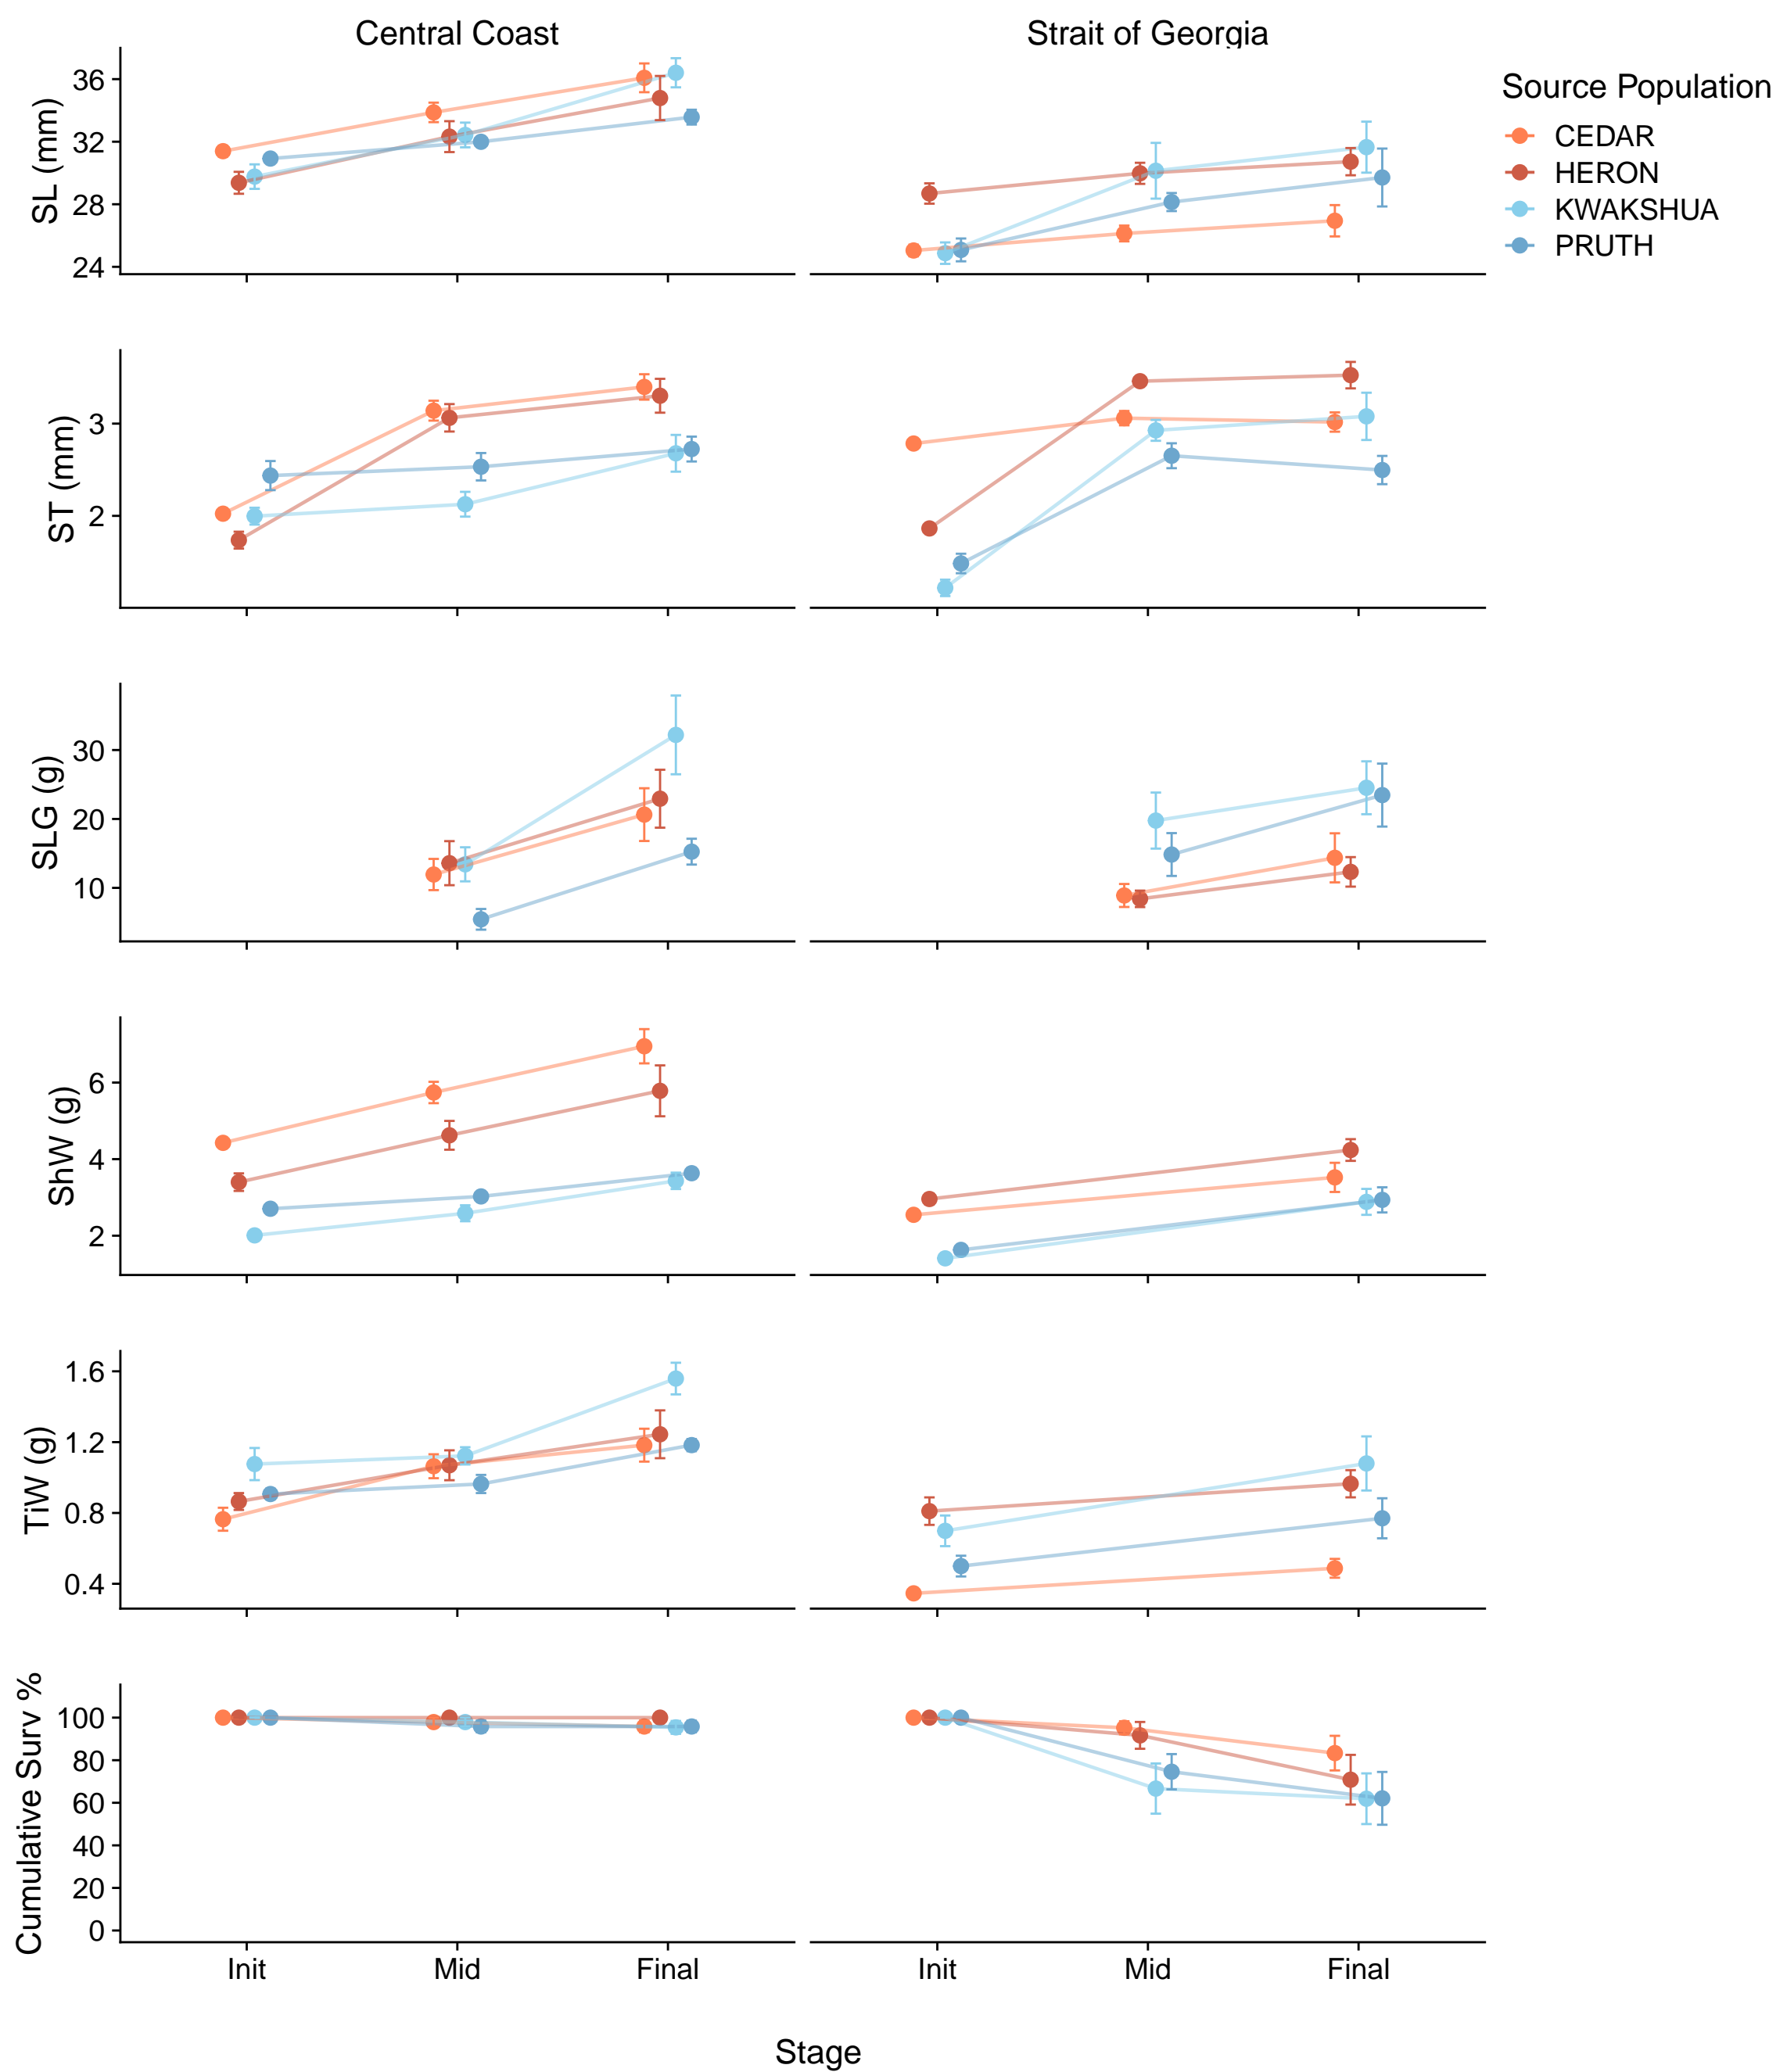 Central Coast
Strait of Georgia
SL (mm)
36
32
28
24
Source Population
CEDAR
HERON
KWAKSHUA
PRUTH
ST (mm)
3
2
SLG (g)
30
20
10
ShW (g)
6
4
2
TiW (g)
1.6
1.2
0.8
0.4
Cumulative Surv %
100
80
60
40
20
0
Init Mid Final
Init Mid Final
Stage